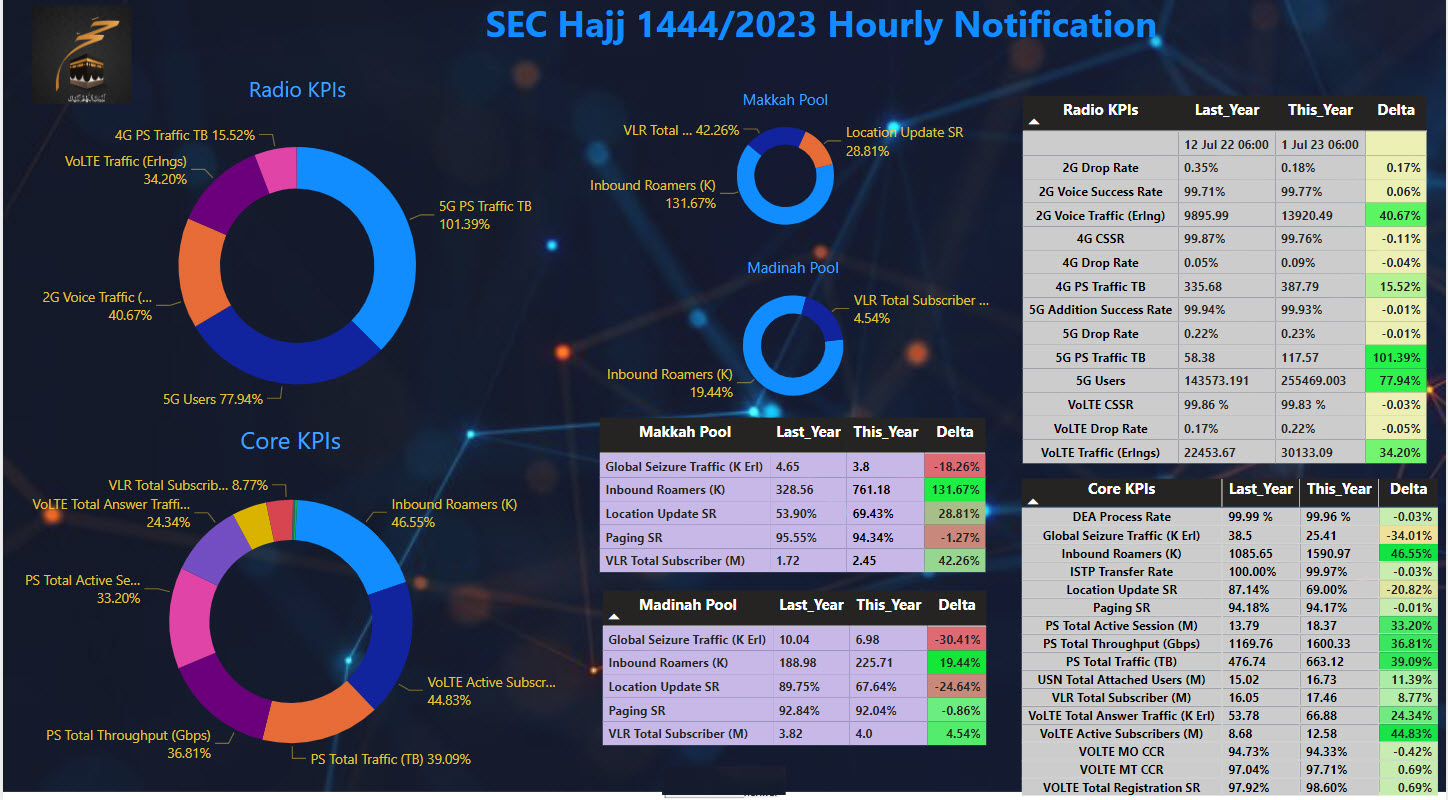 SEC Hajj 1444/2023 Hourly Notification
Radio KPIs
4G PS Traffic TB 15.52%
VoLTE Traffic (Erlngs)
34.20%
5G PS Traffic TB
101.39%
2G Voice Traffic (...
40.67%
5G Users 77.94%
Core KPIs
VLR Total Subscrib... 8.77%
VoLTE Total Answer Traffi...
24.34%
Inbound Roamers (K)
46.55%
PS Total Active Se...
33.20%
VoLTE Active Subscr...
44.83%
PS Total Throughput (Gbps)
36.81%
PS Total Traffic (TB) 39.09%
Makkah Pool
VLR Total ... 42.26%
Location Update SR
28.81%
Inbound Roamers (K)
131.67%
Madinah Pool
VLR Total Subscriber ...
4.54%
Inbound Roamers (K)
19.44%
Makkah Pool Last_Year This_Year Delta
Global Seizure Traffic (K Erl) 4.65 3.8 -18.26%
Inbound Roamers (K) 328.56 761.18 131.67%
Location Update SR 53.90% 69.43% 28.81%
Paging SR 95.55% 94.34% -1.27%
VLR Total Subscriber (M) 1.72 2.45 42.26%
Madinah Pool Last_Year This_Year Delta
Global Seizure Traffic (K Erl) 10.04 6.98 -30.41%
Inbound Roamers (K) 188.98 225.71 19.44%
Location Update SR 89.75% 67.64% -24.64%
Paging SR 92.84% 92.04% -0.86%
VLR Total Subscriber (M) 3.82 4.0 4.54%
Radio KPIs Last_Year This_Year Delta
12 Jul 22 06:00 1 Jul 23 06:00
2G Drop Rate 0.35% 0.18% 0.17%
2G Voice Success Rate 99.71% 99.77% 0.06%
2G Voice Traffic (Erlng) 9895.99 13920.49 40.67%
4G CSSR 99.87% 99.76% -0.11%
4G Drop Rate 0.05% 0.09% -0.04%
4G PS Traffic TB 335.68 387.79 15.52%
5G Addition Success Rate 99.94% 99.93% -0.01%
5G Drop Rate 0.22% 0.23% -0.01%
5G PS Traffic TB 58.38 117.57 101.39%
5G Users 143573.191 255469.003 77.94%
VoLTE CSSR 99.86 % 99.83 % -0.03%
VoLTE Drop Rate 0.17% 0.22% -0.05%
VoLTE Traffic (Erlngs) 22453.67 30133.09 34.20%
Core KPIs Last_Year This_Year Delta
DEA Process Rate 99.99 % 99.96 % -0.03%
Global Seizure Traffic (K Erl) 38.5 25.41 -34.01%
Inbound Roamers (K) 1085.65 1590.97 46.55%
ISTP Transfer Rate 100.00% 99.97% -0.03%
Location Update SR 87.14% 69.00% -20.82%
Paging SR 94.18% 94.17% -0.01%
PS Total Active Session (M) 13.79 18.37 33.20%
PS Total Throughput (Gbps) 1169.76 1600.33 36.81%
PS Total Traffic (TB) 476.74 663.12 39.09%
USN Total Attached Users (M) 15.02 16.73 11.39%
VLR Total Subscriber (M) 16.05 17.46 8.77%
VoLTE Total Answer Traffic (K Erl) 53.78 66.88 24.34%
VoLTE Active Subscribers (M) 8.68 12.58 44.83%
VOLTE MO CCR 94.73% 94.33% -0.42%
VOLTE MT CCR 97.04% 97.71% 0.69%
VOLTE Total Registration SR 97.92% 98.60% 0.69%